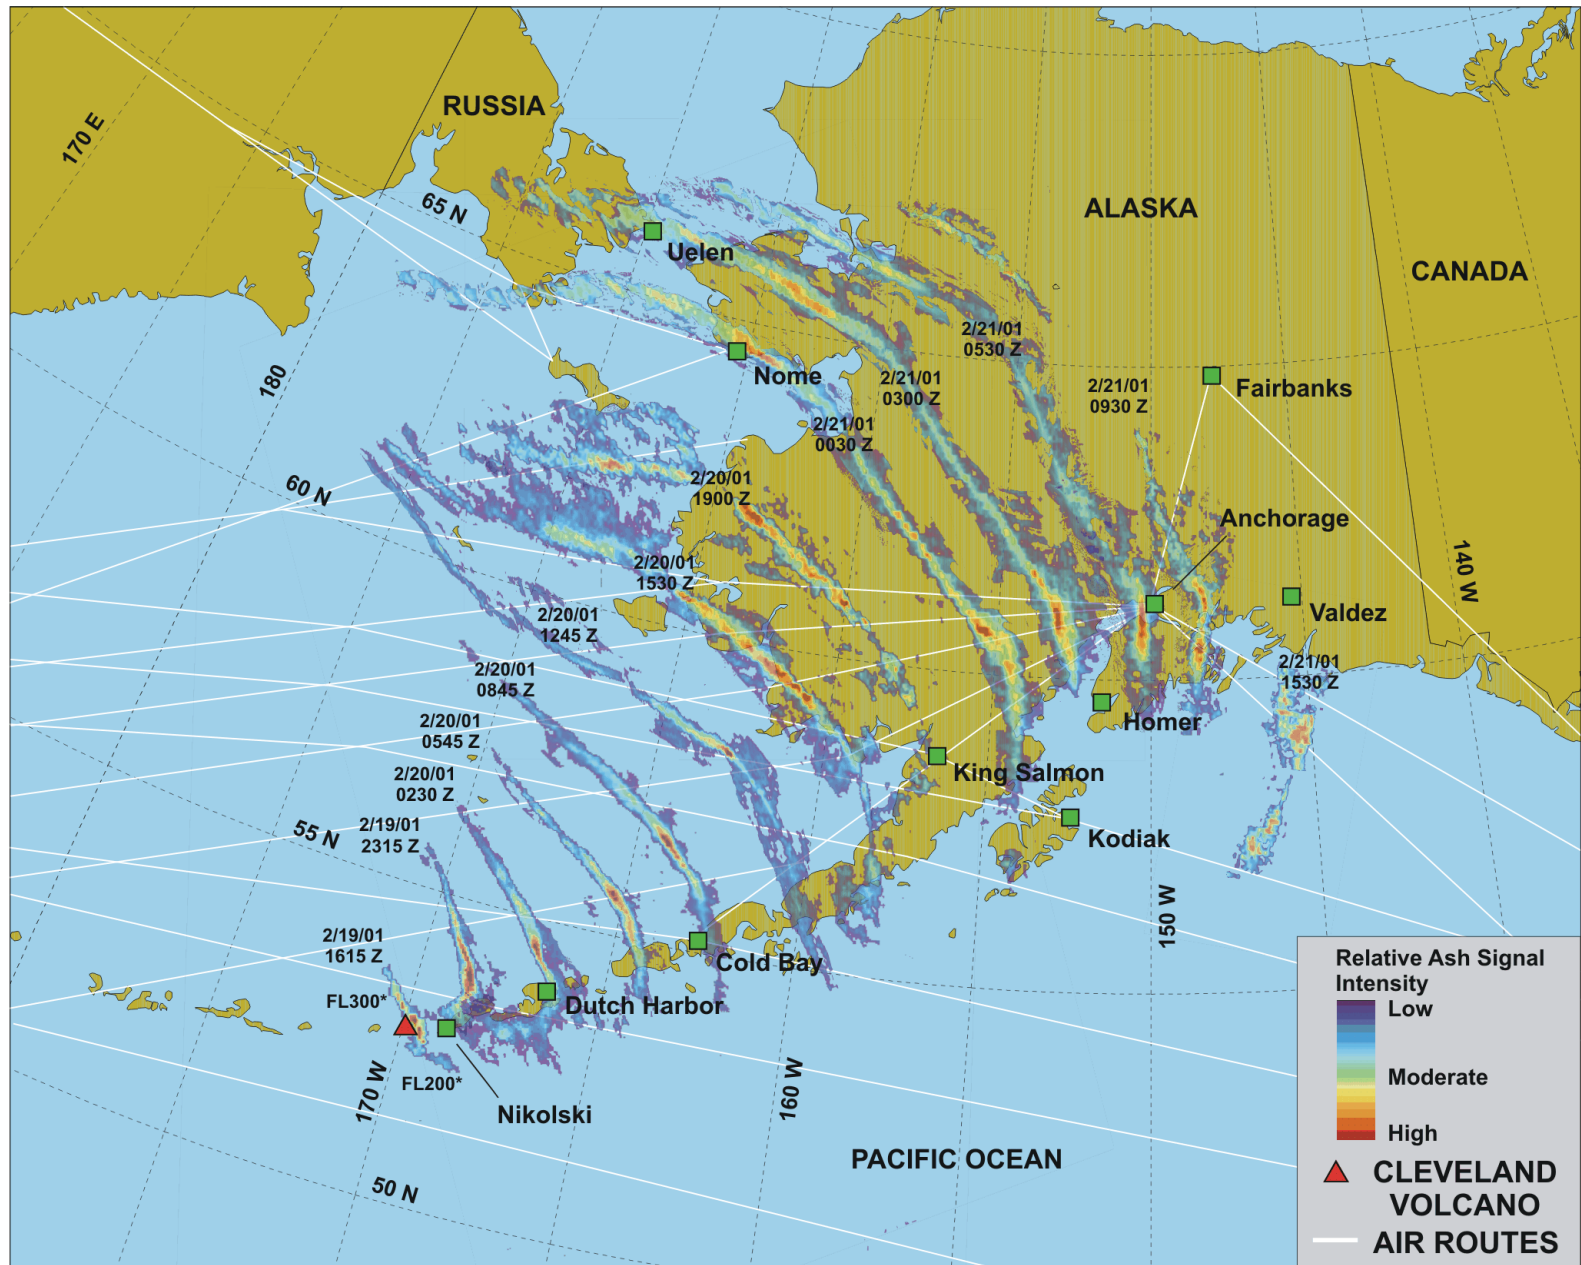 RUSSIA
170 E
65 N
ALASKA
CANADA
Uelen
180
2/21/01
0530 Z
Nome
2/21/01
0300 Z
2/21/01
0930 Z
Fairbanks
2/21/01
0030 Z
60 N
2/20/01
1900 Z
Anchorage
2/20/01
1530 Z
140 W
2/20/01
1245 Z
Valdez
2/20/01
0845 Z
2/21/01
1530 Z
2/20/01
0545 Z
Homer
2/20/01
0230 Z
King Salmon
55 N
2/19/01
2315 Z
Kodiak
150 W
2/19/01
1615 Z
Cold Bay
FL300*
Dutch Harbor
FL200*
170 W
Nikolski
160 W
PACIFIC OCEAN
50 N
Relative Ash Signal
Intensity
Low
Moderate
High
CLEVELAND
VOLCANO
AIR ROUTES